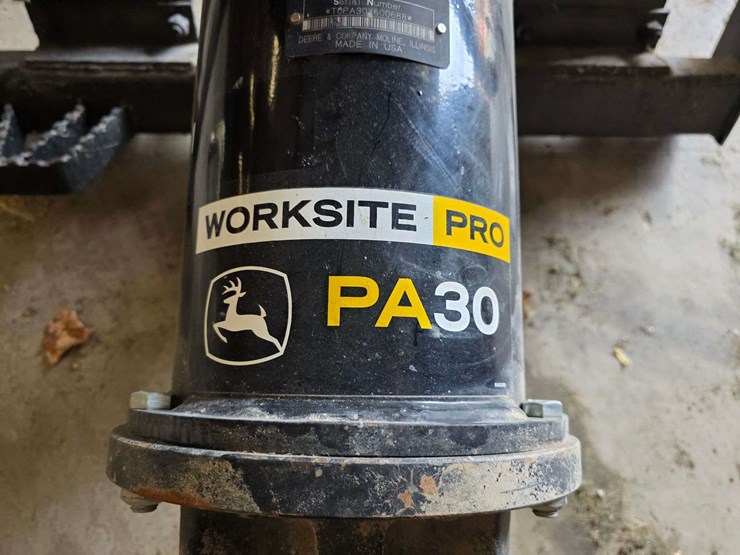 Serial Number
DEERE & COMPANY MOLINE, ILLINOIS
MADE IN USA
WORKSITE PRO
PA30